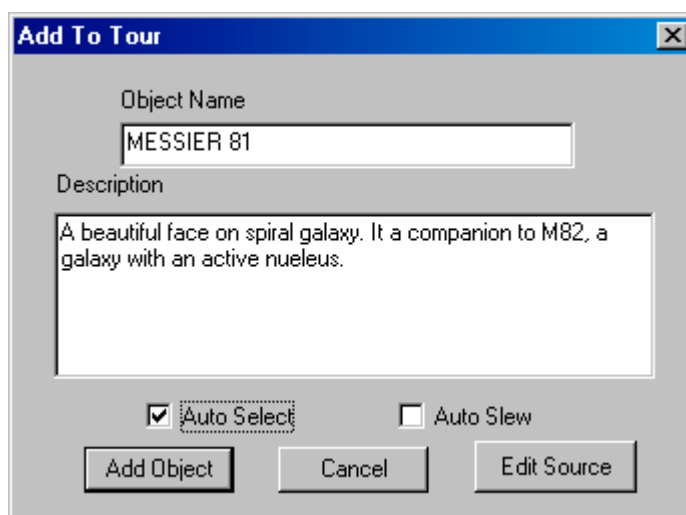 Add To Tour
Object Name
MESSIER 81
Description
A beautiful face on spiral galaxy. It a companion to M82, a
galaxy with an active nueleus.
Auto Select
Auto Slew
Add Object
Cancel
Edit Source